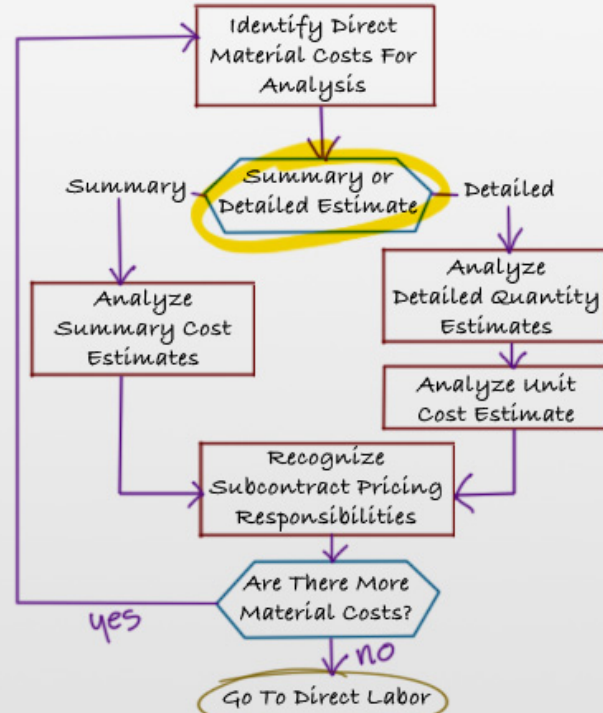 Identify Direct
Material Costs For
Analysis
Summary or
Detailed Estimate
Summary
Detailed
Analyze
Summary Cost
Estimates
Analyze
Detailed Quantity
Estimates
Analyze Unit
Cost Estimate
Recognize
Subcontract Pricing
Responsibilities
Are There More
Material Costs?
yes
no
Go To Direct Labor